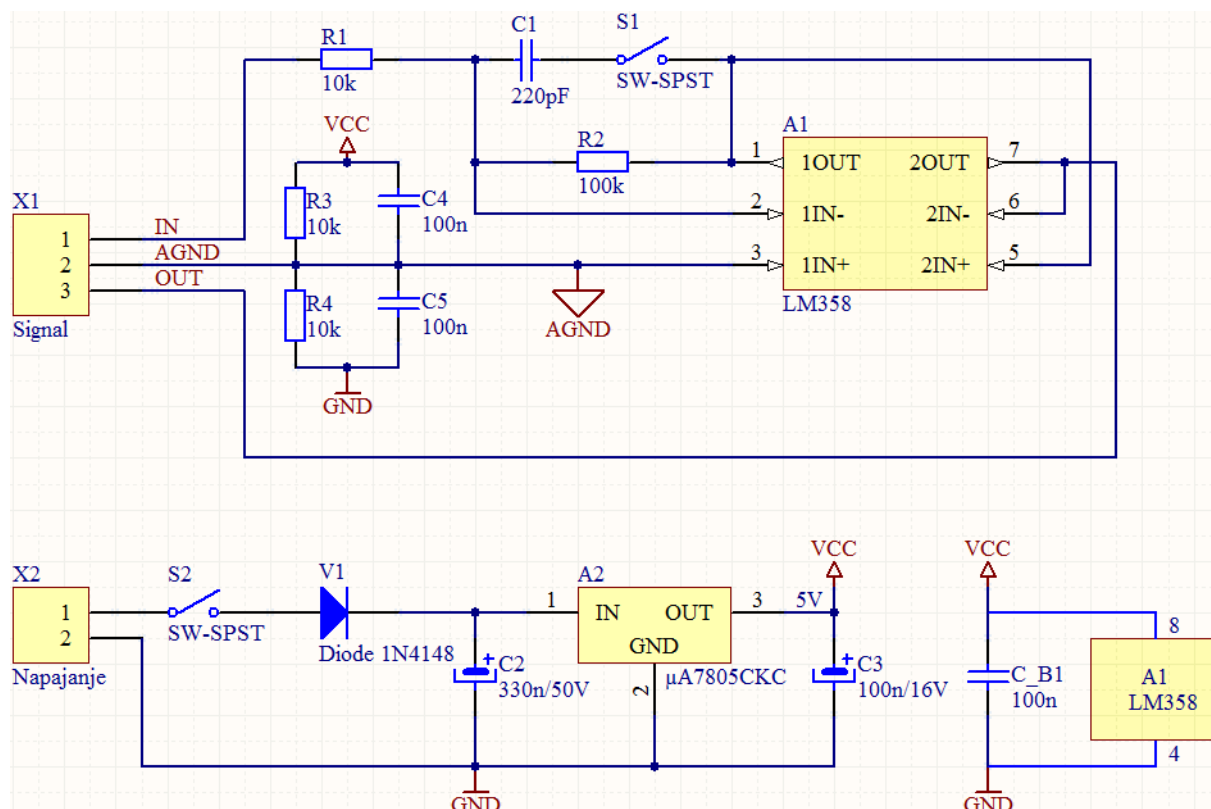 C1
S1
R1
10k
220pF
SW-SPST
VCC
A1
R2
100k
1
1OUT
2OUT
7
X1
R3
10k
C4
100n
2
1IN-
2IN-
6
1
IN
2
AGND
3
1IN+
2IN+
5
3
OUT
R4
10k
C5
100n
LM358
Signal
AGND
GND
VCC
VCC
X2
S2
V1
A2
1
1
IN
OUT
3
5V
2
SW-SPST
GND
8
Napajanje
Diode 1N4148
C2
330n/50V
2
µA7805CKC
C3
100n/16V
C_B1
100n
A1
LM358
4
GND
GND